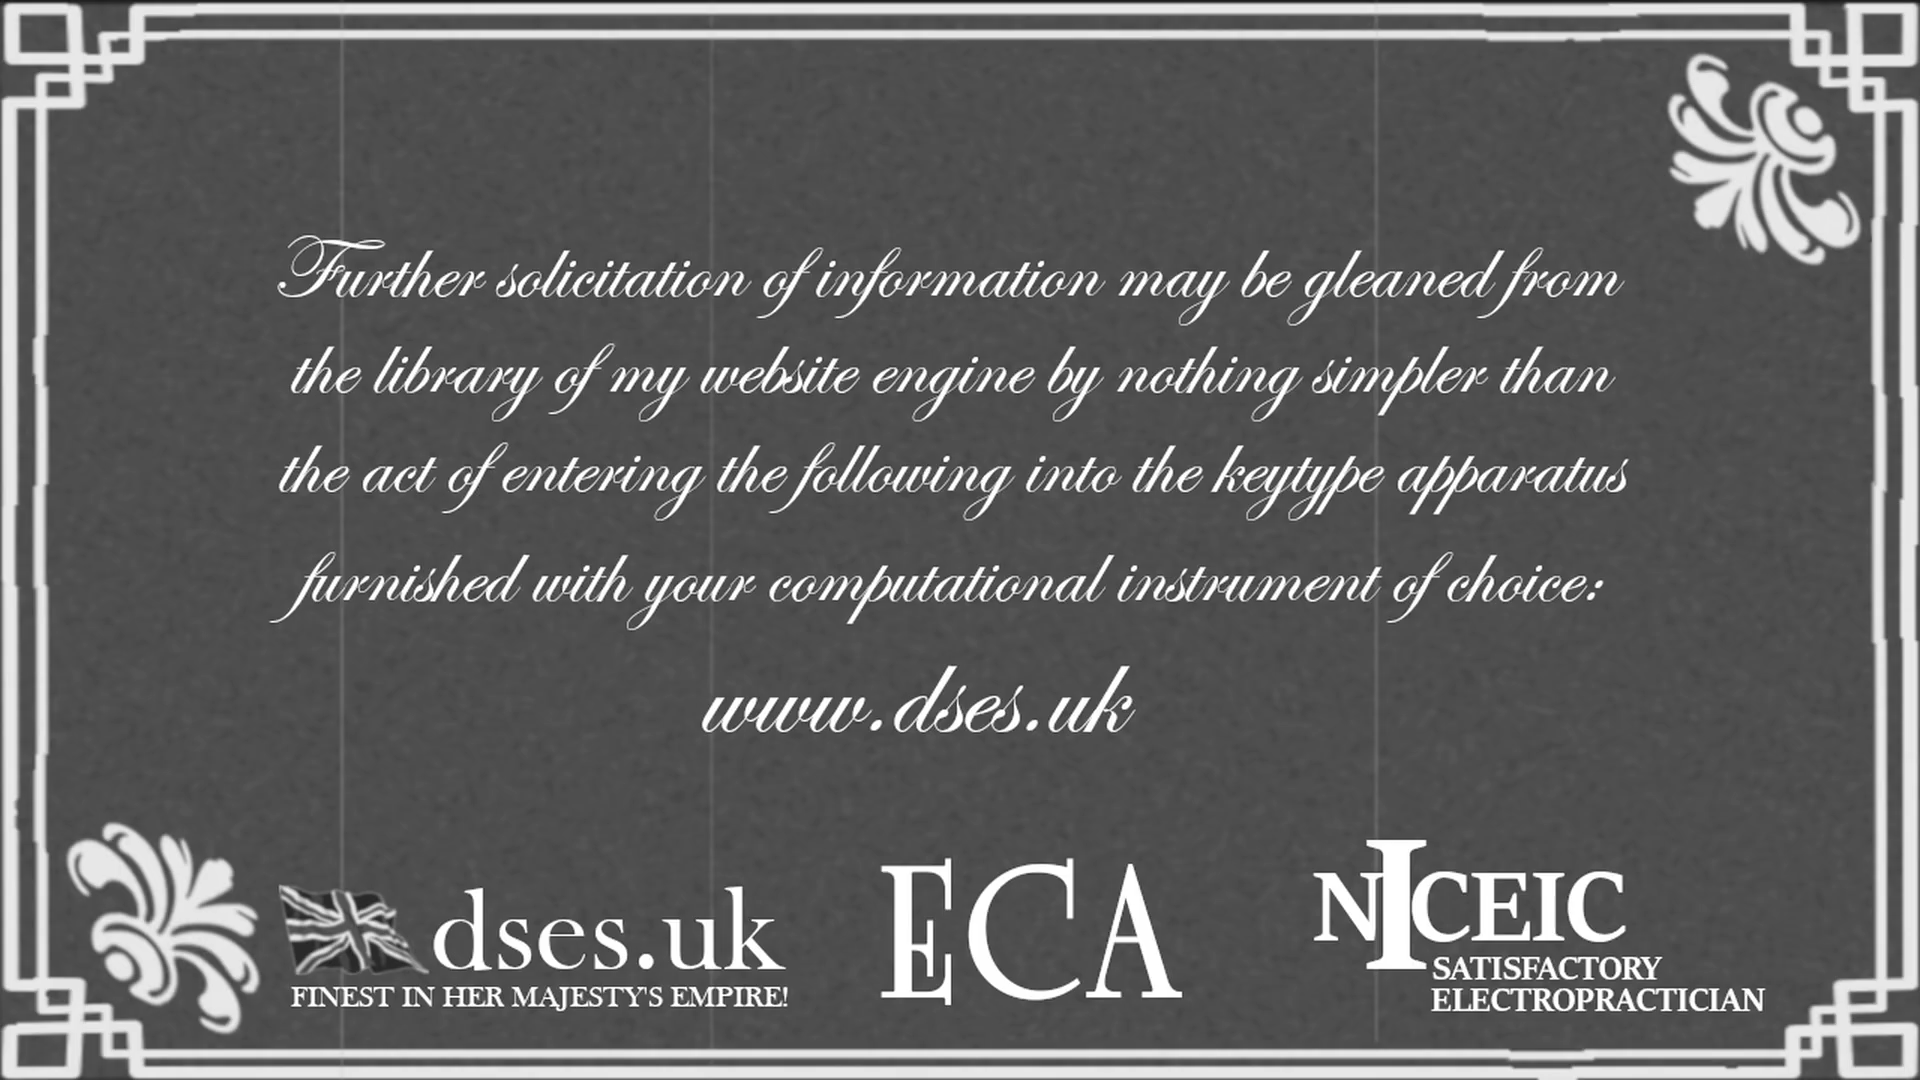 Further solicitation of information may be gleaned from
the library of my website engine by nothing simpler than
the act of entering the following into the keytype apparatus
furnished with your computational instrument of choice:
www.dses.uk
dses.uk
FINEST IN HER MAJESTY'S EMPIRE!
ECA
NICEIC
SATISFACTORY
ELECTROPRACTICIAN